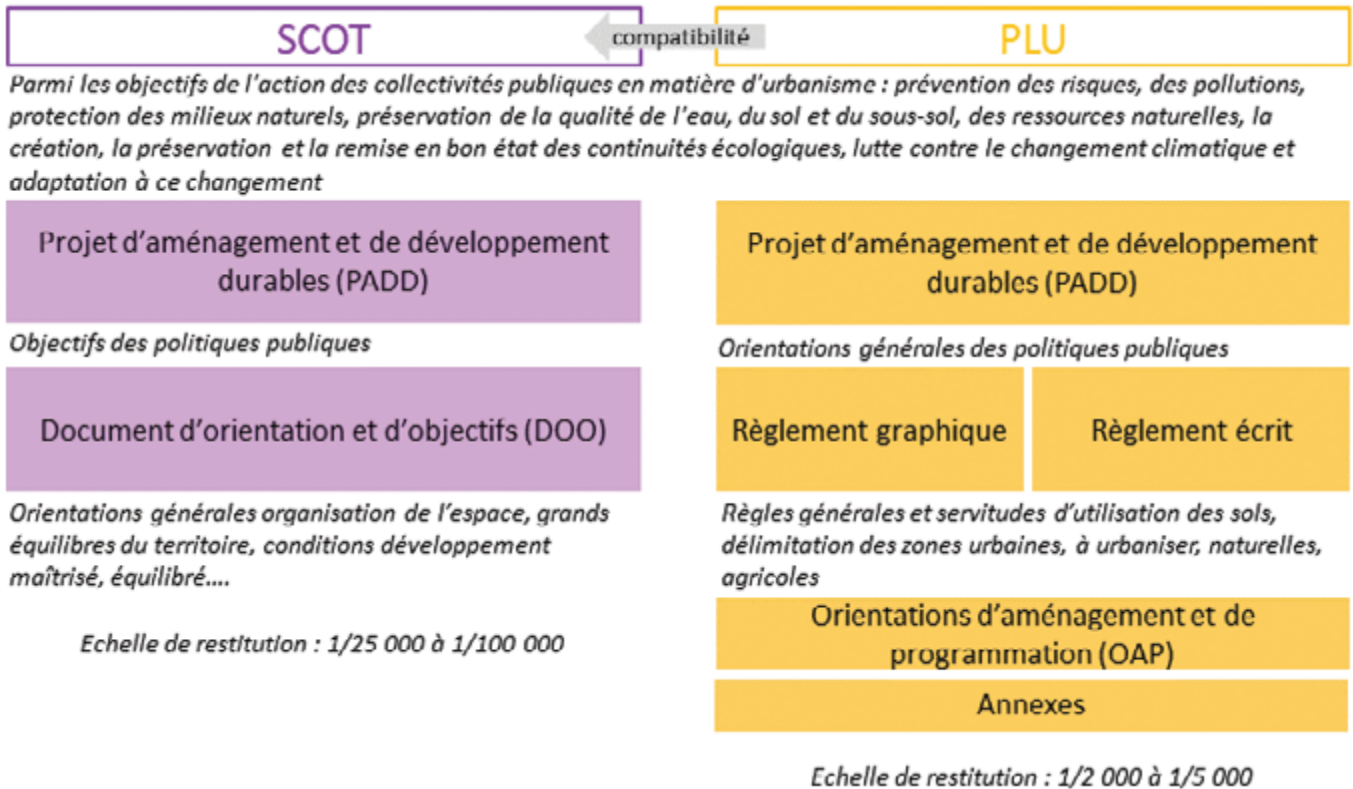 SCOT
compatibilité
PLU
Parmi les objectifs de l'action des collectivités publiques en matière d'urbanisme : prévention des risques, des pollutions,
protection des milieux naturels, préservation de la qualité de l'eau, du sol et du sous-sol, des ressources naturelles, la
création, la préservation et la remise en bon état des continuités écologiques, lutte contre le changement climatique et
adaptation à ce changement
Projet d'aménagement et de développement
durables (PADD)
Objectifs des politiques publiques
Document d'orientation et d'objectifs (DOO)
Orientations générales organisation de l'espace, grands
équilibres du territoire, conditions développement
maîtrisé, équilibré....
Echelle de restitution : 1/25 000 à 1/100 000
Projet d'aménagement et de développement
durables (PADD)
Orientations générales des politiques publiques
Règlement graphique
Règlement écrit
Règles générales et servitudes d'utilisation des sols,
délimitation des zones urbaines, à urbaniser, naturelles,
agricoles
Orientations d'aménagement et de
programmation (OAP)
Annexes
Echelle de restitution : 1/2 000 à 1/5 000